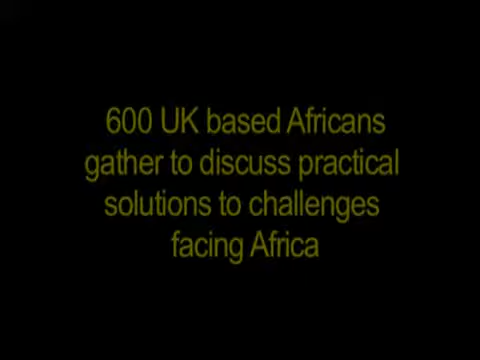 600 UK based Africans
gather to discuss practical
solutions to challenges
facing Africa